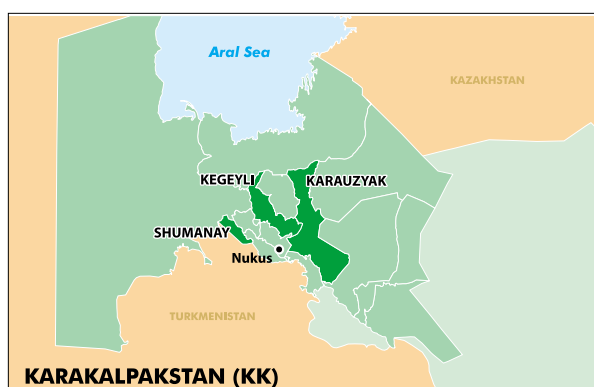 Aral Sea
KAZAKHSTAN
KEGEYLI
KARAUZYAK
SHUMANAY
Nukus
TURKMENISTAN
KARAKALPAKSTAN (KK)